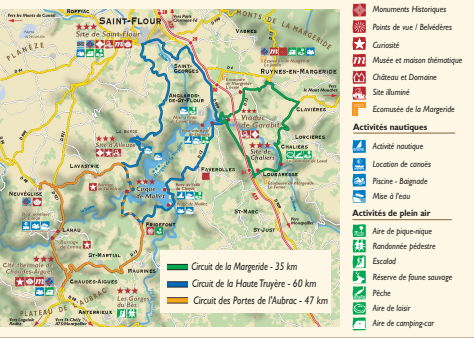 ROFFIAC
SAINT-FLOUR
MONTS DE LA MARGERIDE
VABRES
Site de Saint-Flour
PLANÈZE
SAINT-
GEORGES
RUYNES-EN-MARGERIDE
ANGLARDS-
DE-ST-FLOUR
CLAVIÈRES
Viaduc
de Garabit
LORCIÈRES
CHALIERS
Site de
Chaliers
Site d'Alleuze
LAVASTRIE
LOUBARESSE
FAVEROLLES
NEUVÉGLISE
Cirque
de Mallet
ST-MARC
FRIDEFONT
ST-JUST
LANAU
ST-MARTIAL
Cité thermale de
Chaudes-Aigues
MAURINES
CHAUDES-AIGUES
Les Gorges
du Bès
PLATEAU DE L'AUBRAC
ANTERRIEUX
Circuit de la Margeride - 35 km
Circuit de la Haute Truyère - 60 km
Circuit des Portes de l'Aubrac - 47 km
Monuments Historiques
Points de vue / Belvédères
Curiosité
Musée et maison thématique
Château et Domaine
Site illuminé
Ecomusée de la Margeride
Activités nautiques
Activité nautique
Location de canoës
Piscine - Baignade
Mise à l'eau
Activités de plein air
Aire de pique-nique
Randonnée pédestre
Escalad
Réserve de faune sauvage
Pêche
Aire de loisir
Aire de camping-car